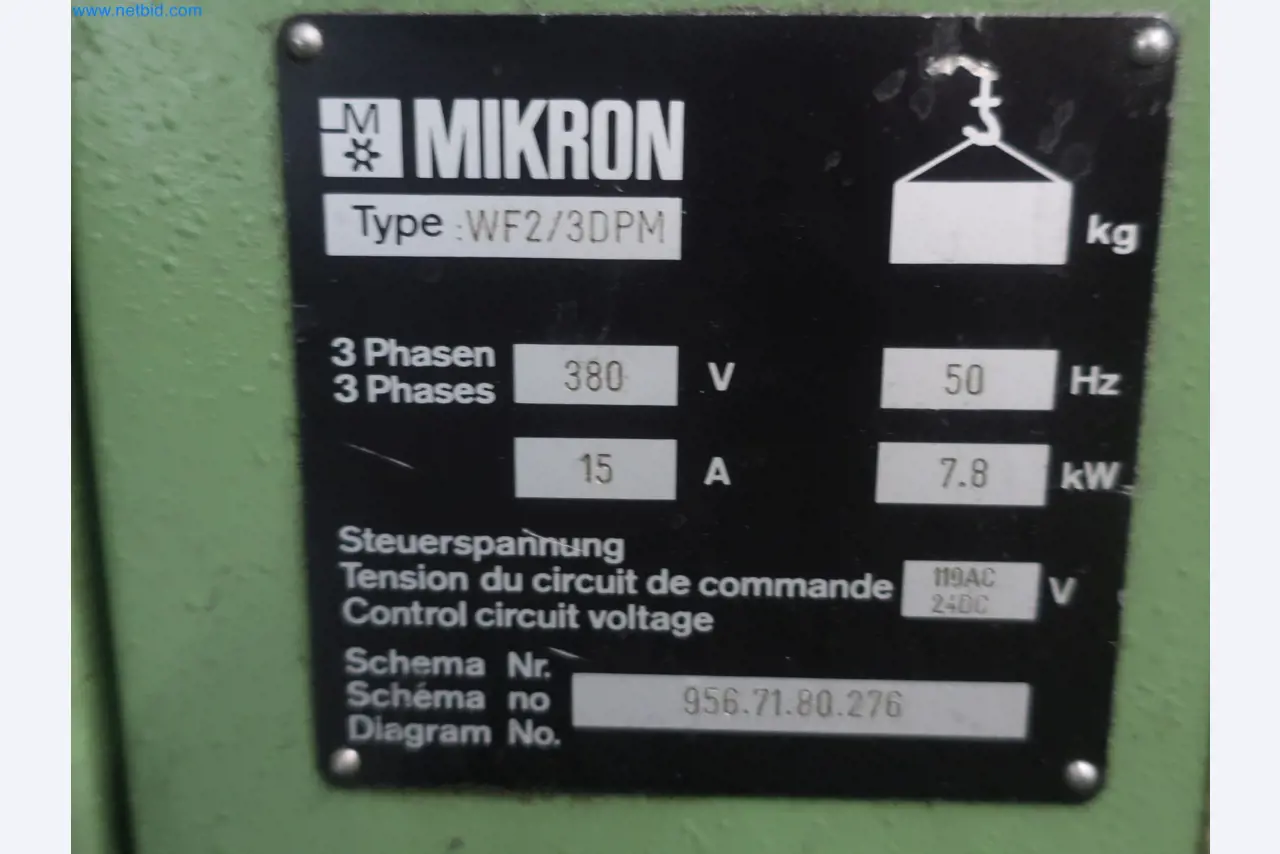 www.netbid.com
M MIKRON
Type :WF2/3DPM
kg
3 Phasen
3 Phases 380 V 50 Hz
15 A 7.8 kW
Steuerspannung
Tension du circuit de commande 110AC V
Control circuit voltage 24DC
Schema Nr.
Schéma no 956.71.80.276
Diagram No.